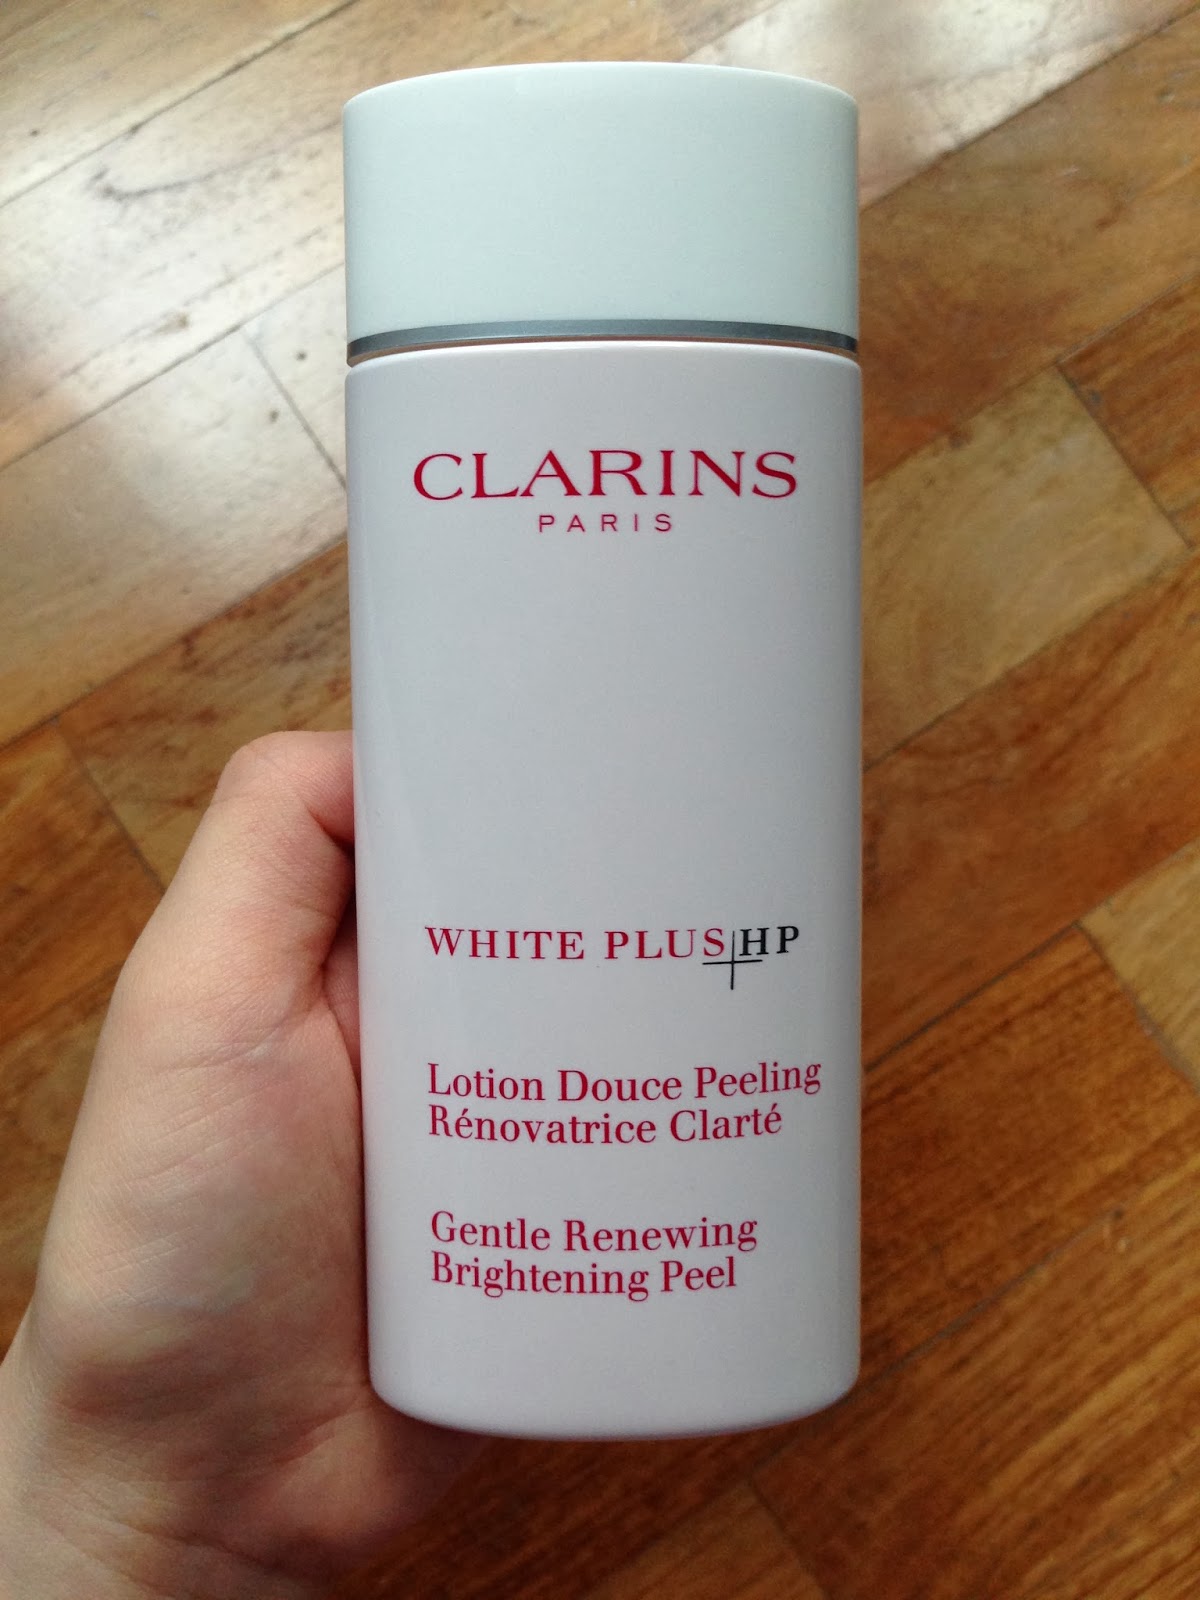 CLARINS
PARIS
WHITE PLUS+HP
Lotion Douce Peeling
Rénovatrice Clarté
Gentle Renewing
Brightening Peel